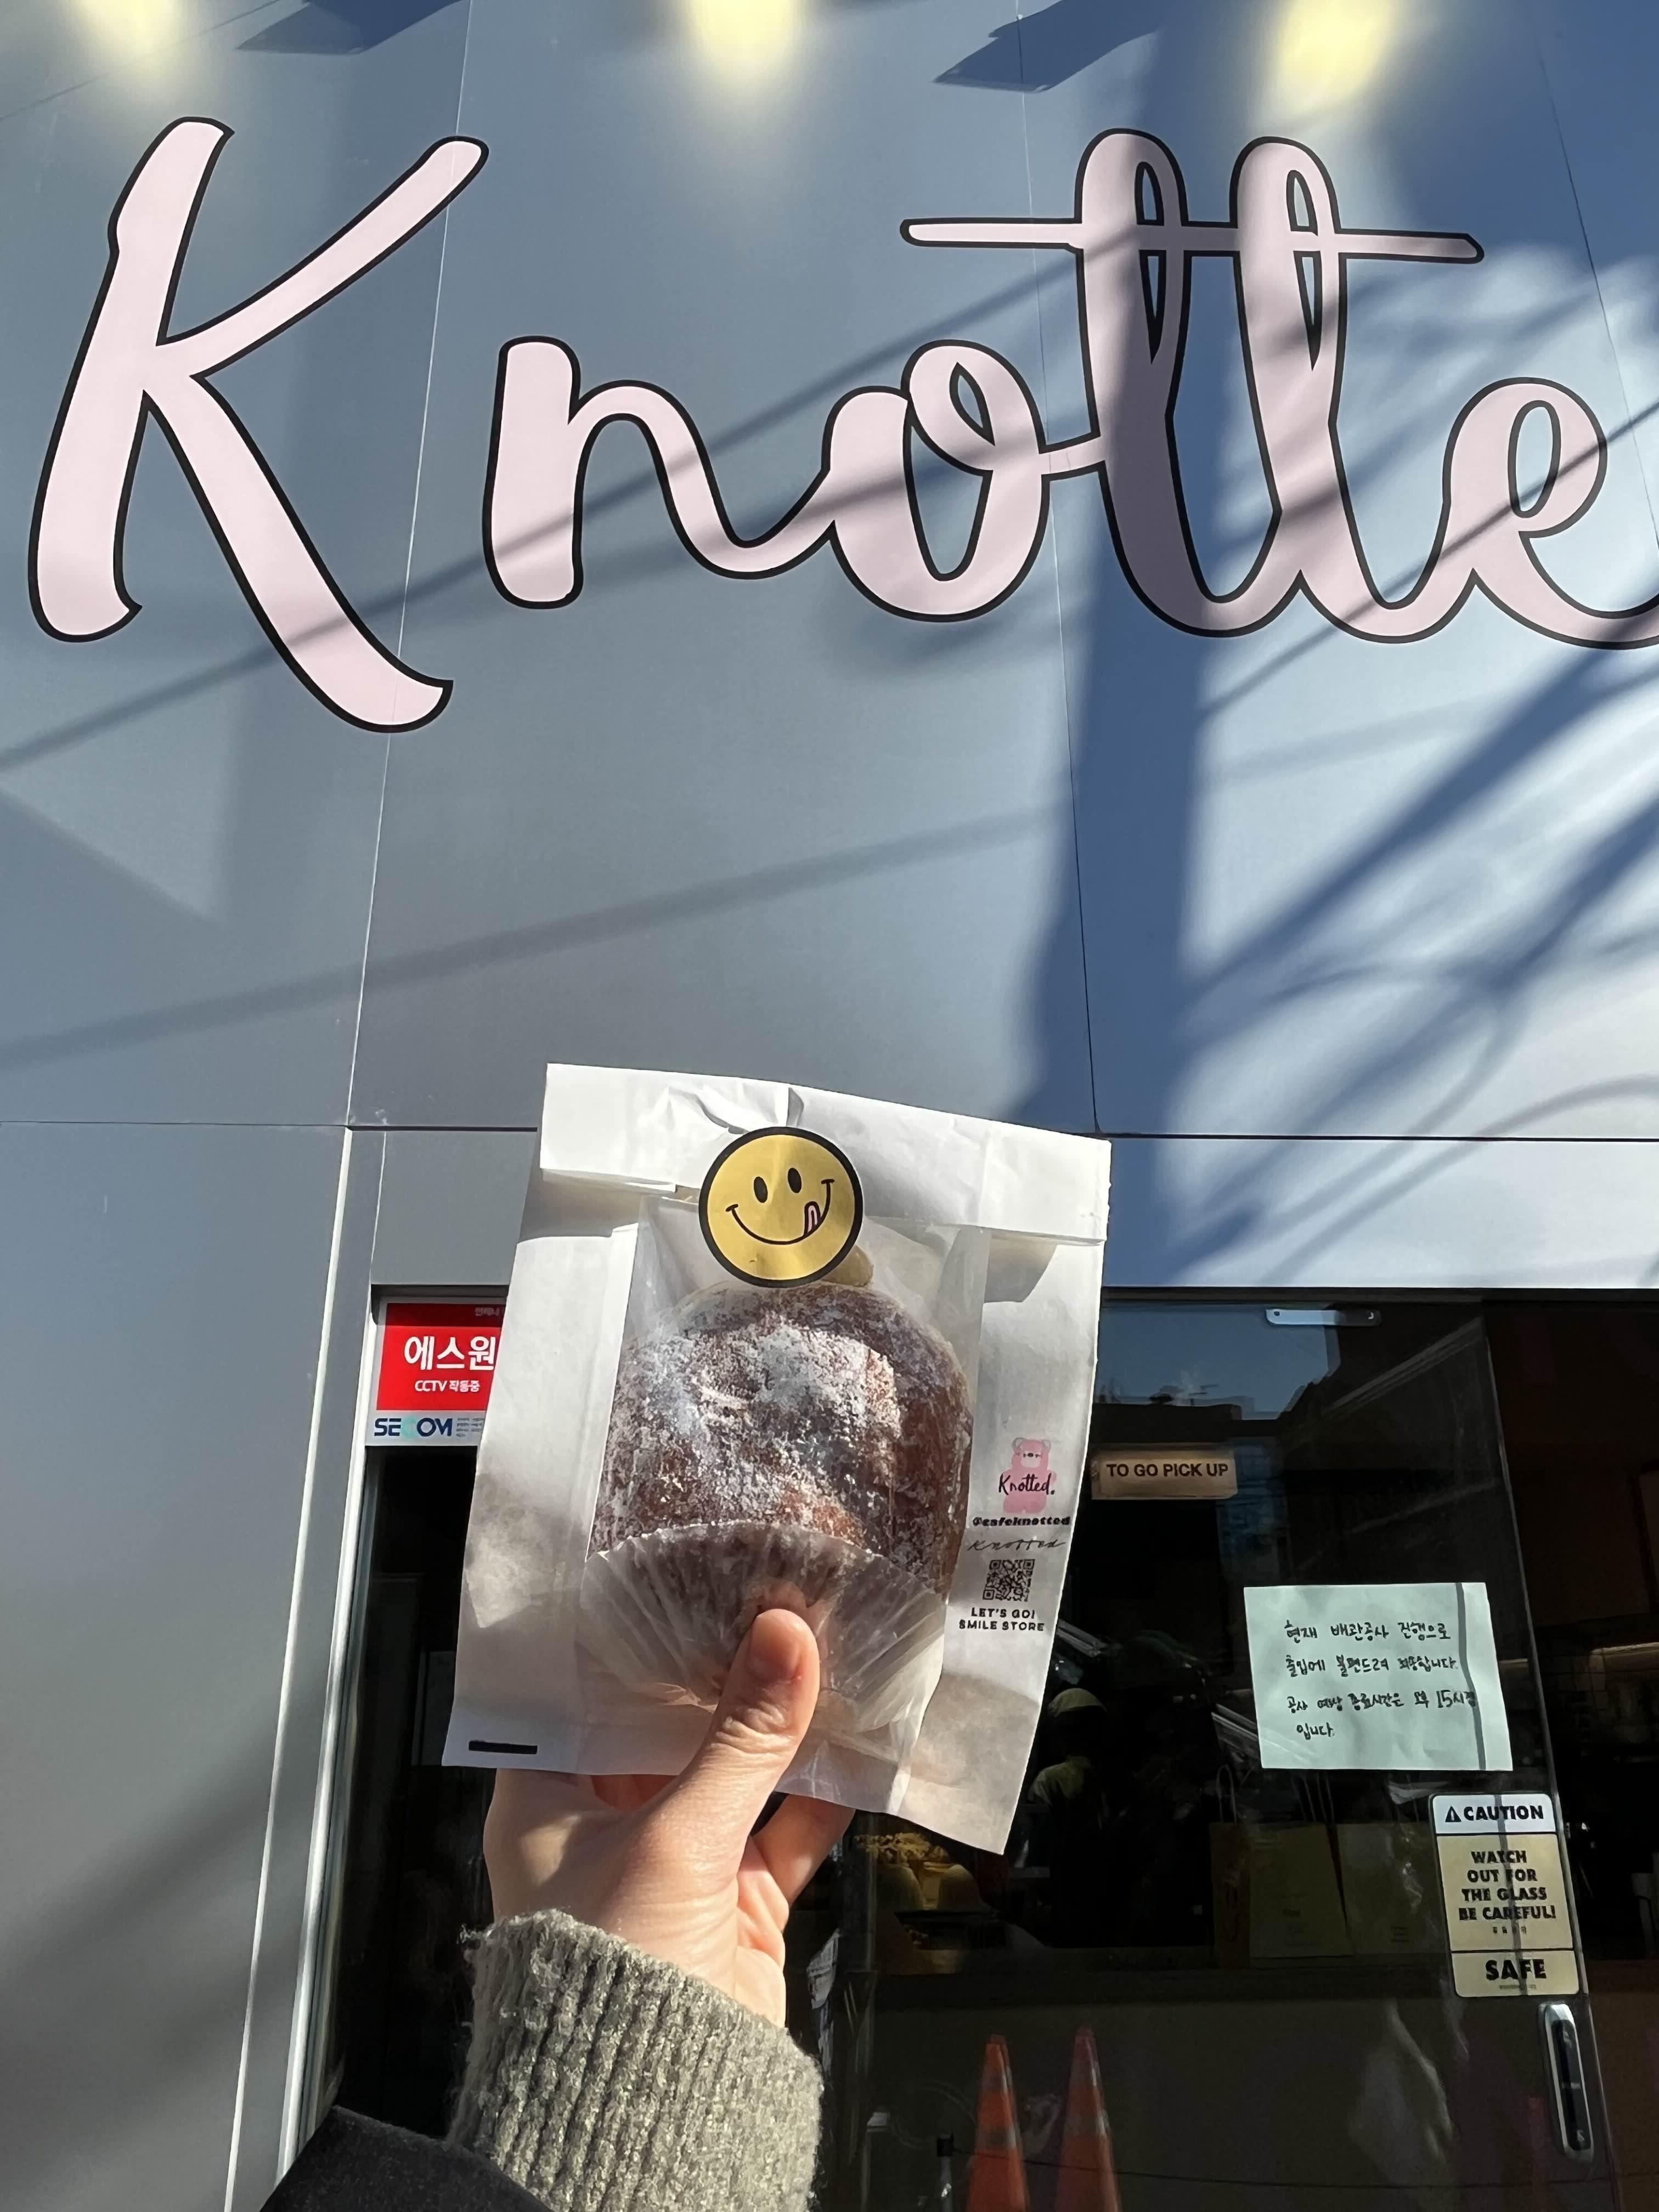 Knotte
에스원
CCTV 작동중
SECOM
TO GO PICK UP
Knotted.
@cafeknotted
Knotted
LET'S GO!
SMILE STORE
현재 배관공사 진행으로
출입에 불편드려 죄송합니다.
공사 예상 종료시간은 오후 15시경
입니다.
CAUTION
WATCH
OUT FOR
THE GLASS
BE CAREFUL!
SAFE